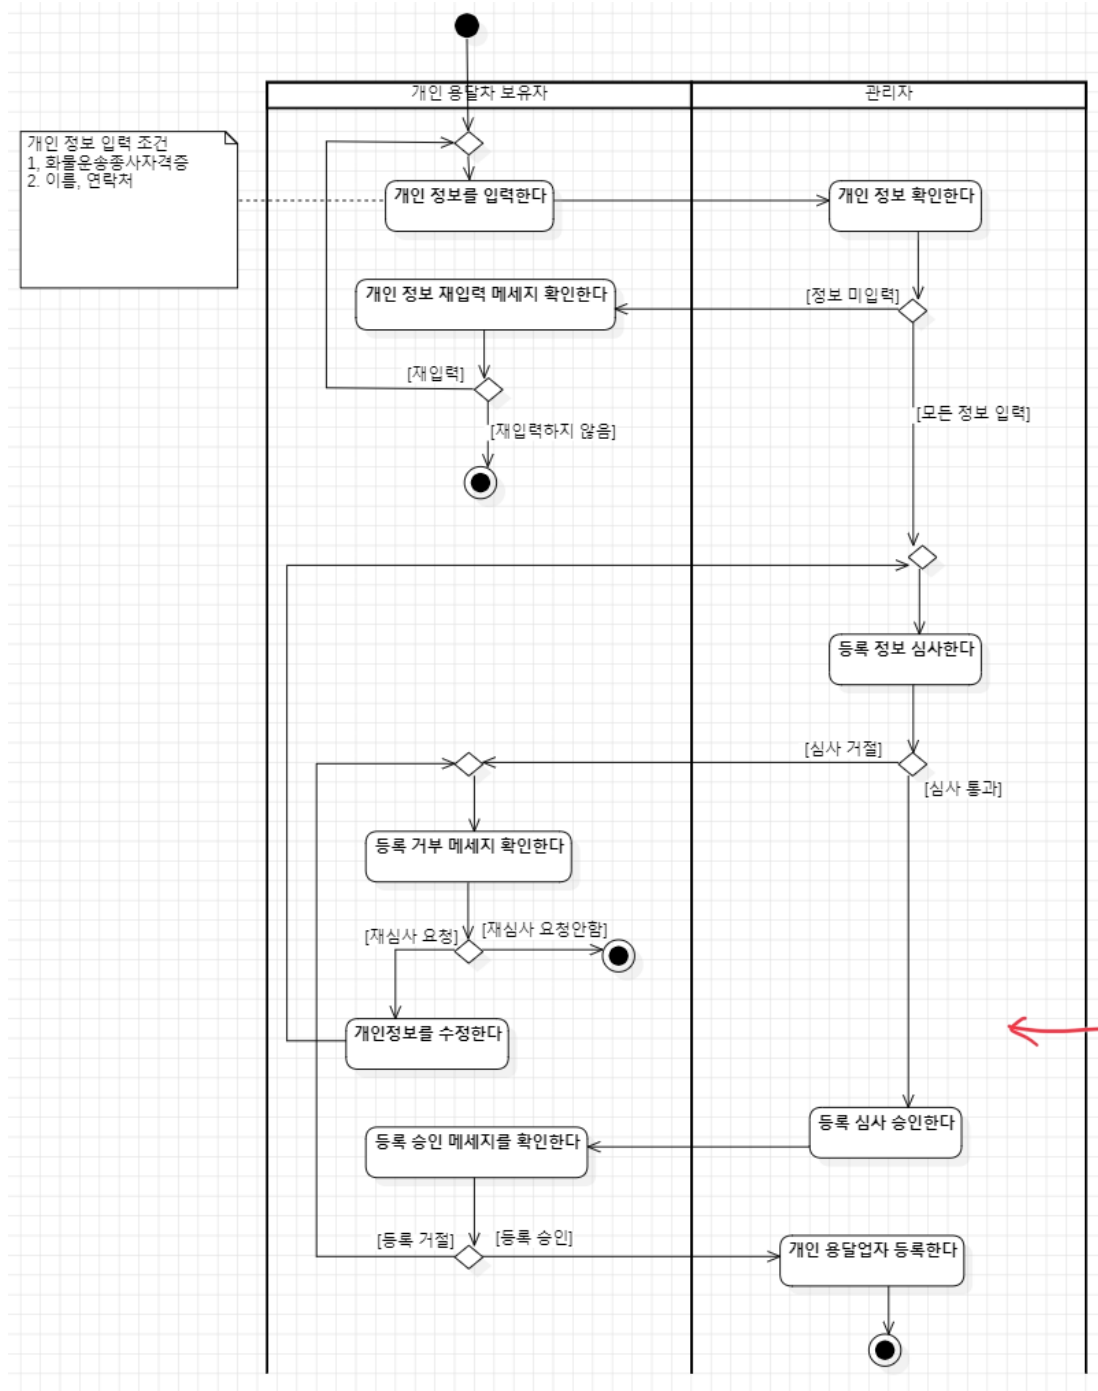 개인 용달차 보유자
관리자
개인 정보 입력 조건
1, 화물운송종사자격증
2. 이름, 연락처
개인 정보를 입력한다
개인 정보 확인한다
개인 정보 재입력 메세지 확인한다
[정보 미입력]
[재입력]
[모든 정보 입력]
[재입력하지 않음]
등록 정보 심사한다
[심사 거절]
[심사 통과]
등록 거부 메세지 확인한다
[재심사 요청]
[재심사 요청안함]
개인정보를 수정한다
등록 심사 승인한다
등록 승인 메세지를 확인한다
[등록 거절]
[등록 승인]
개인 용달업자 등록한다